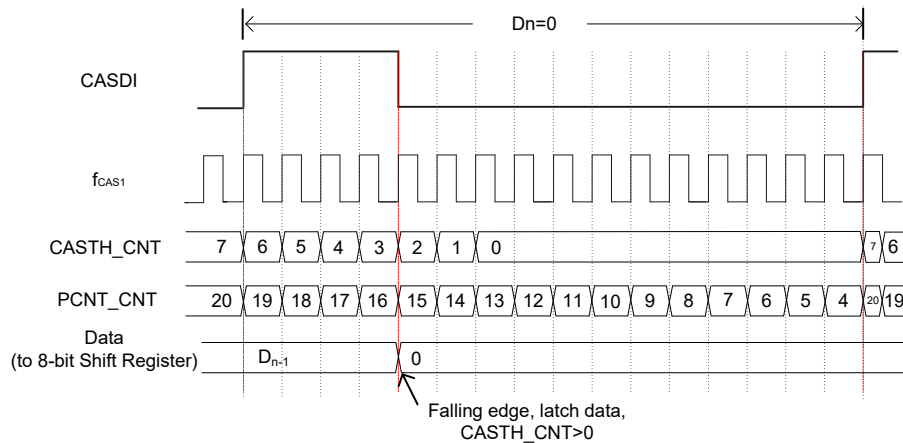 Dn=0
CASDI
fCAS1
CASTH_CNT 7 6 5 4 3 2 1 0 7 6
PCNT_CNT 20 19 18 17 16 15 14 13 12 11 10 9 8 7 6 5 4 20 19
Data
(to 8-bit Shift Register) Dn-1 0
Falling edge, latch data,
CASTH_CNT>0